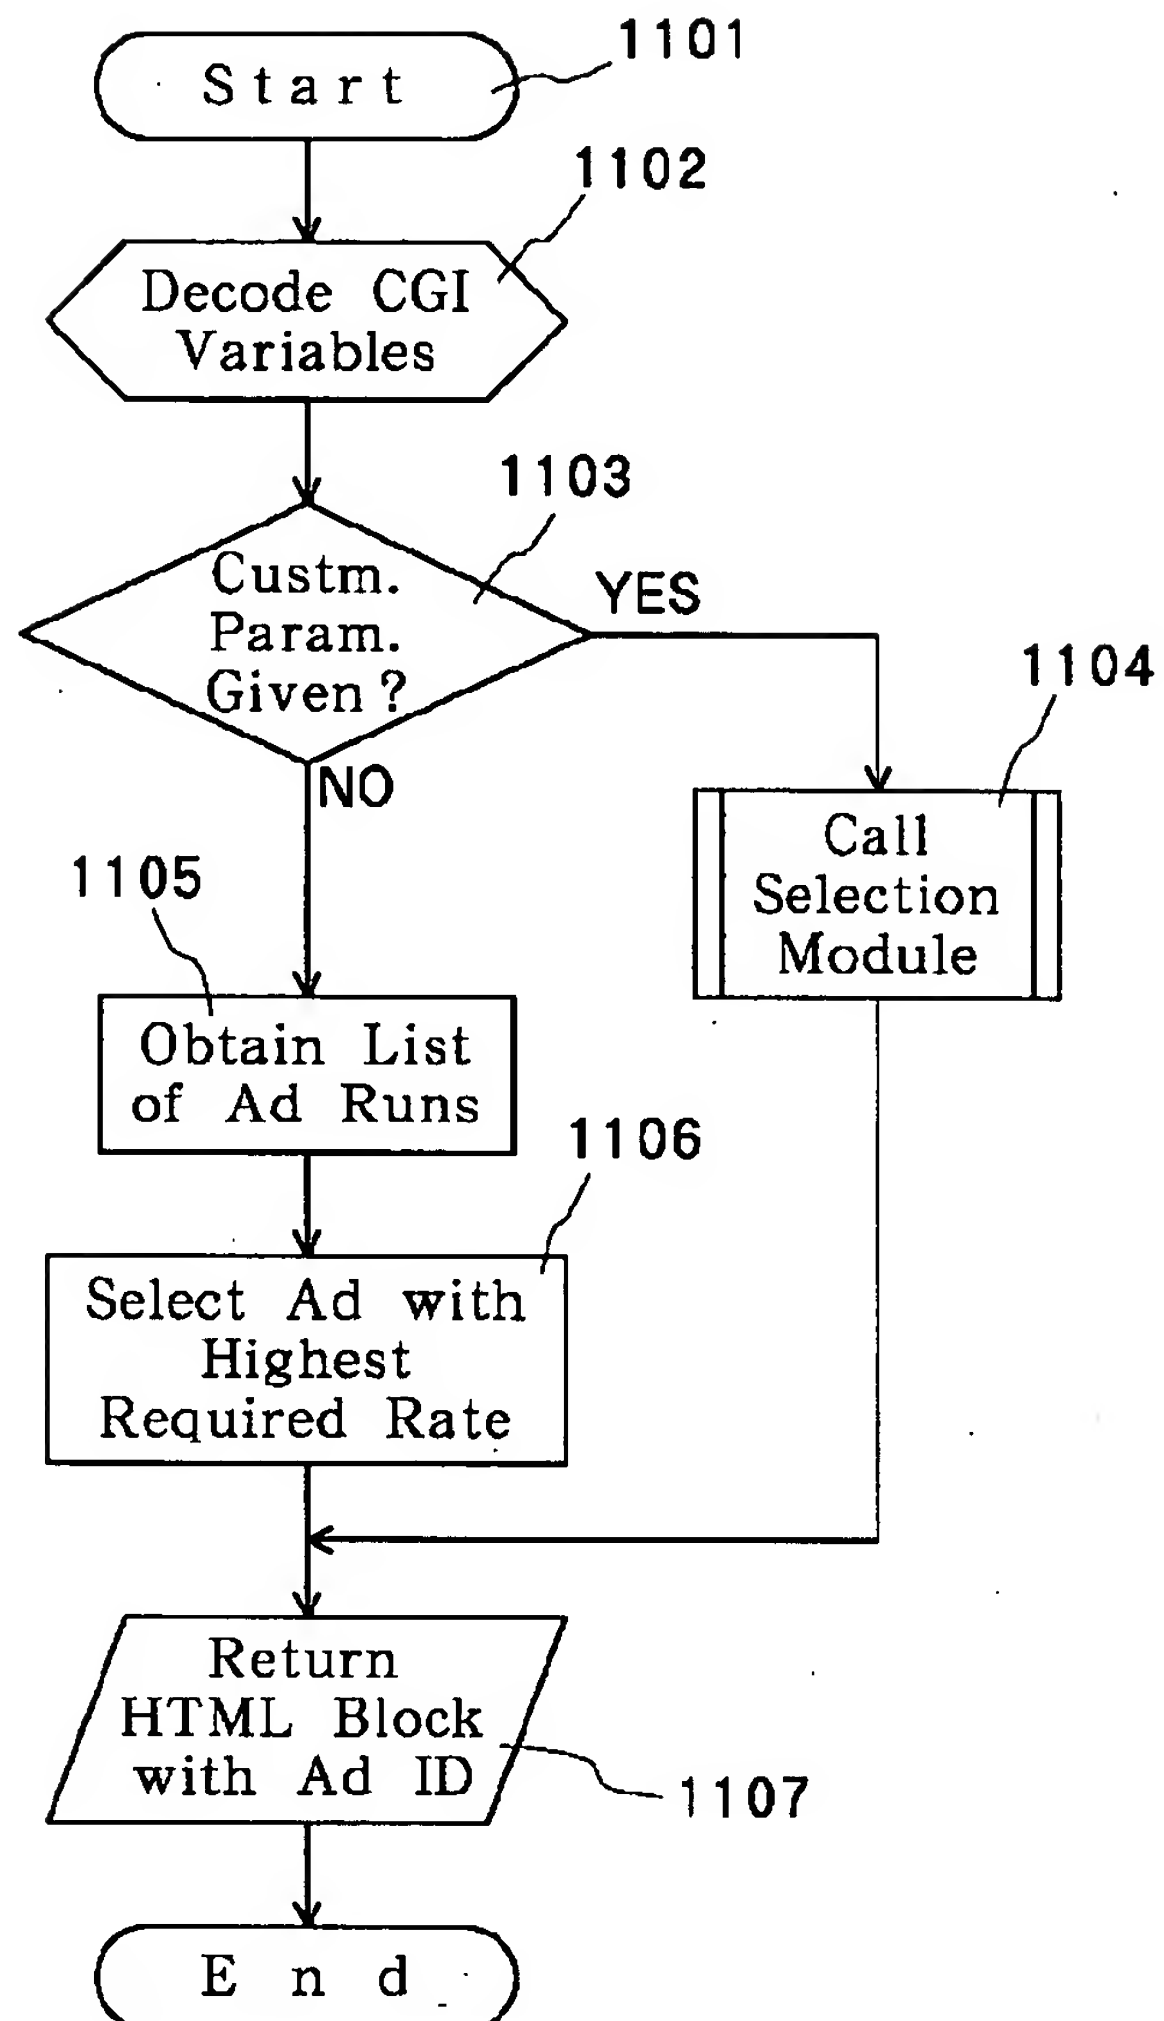 1101
Start
1102
Decode CGI
Variables
1103
Custm.
Param.
Given?
YES
NO
1104
Call
Selection
Module
1105
Obtain List
of Ad Runs
1106
Select Ad with
Highest
Required Rate
Return
HTML Block
with Ad ID
1107
End